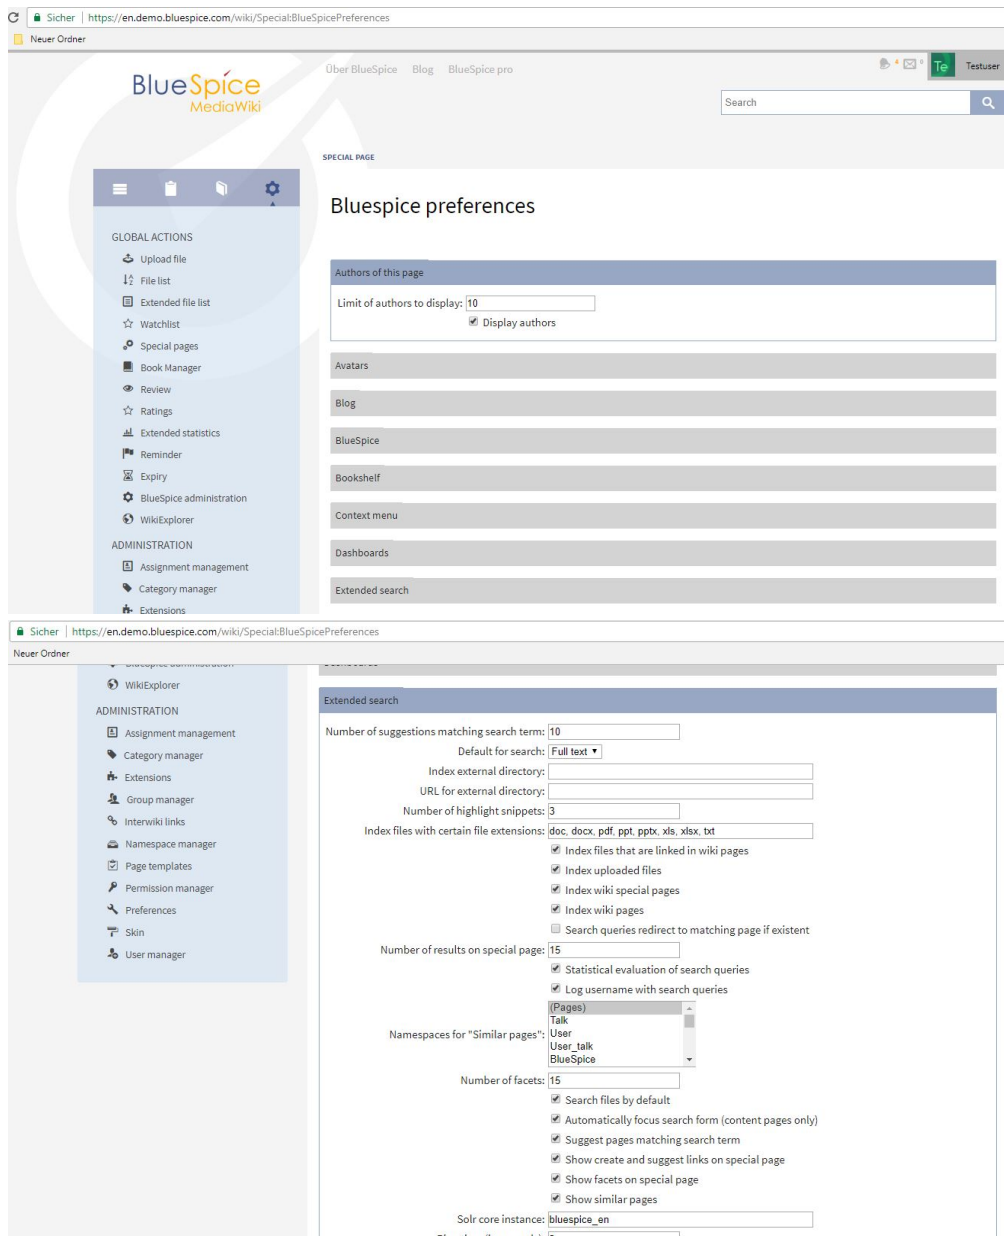 Sicher https://en.demo.bluespice.com/wiki/Special:BlueSpicePreferences
Neuer Ordner
BlueSpice
MediaWiki
Über BlueSpice Blog BlueSpice pro
4 0 Te Testuser
Search
SPECIAL PAGE
Bluespice preferences
GLOBAL ACTIONS
Upload file
File list
Extended file list
Watchlist
Special pages
Book Manager
Review
Ratings
Extended statistics
Reminder
Expiry
BlueSpice administration
WikiExplorer
ADMINISTRATION
Assignment management
Category manager
Extensions
Authors of this page
Limit of authors to display: 10
Display authors
Avatars
Blog
BlueSpice
Bookshelf
Context menu
Dashboards
Extended search
Sicher https://en.demo.bluespice.com/wiki/Special:BlueSpicePreferences
Neuer Ordner
BlueSpice administration
WikiExplorer
ADMINISTRATION
Assignment management
Category manager
Extensions
Group manager
Interwiki links
Namespace manager
Page templates
Permission manager
Preferences
Skin
User manager
Dashboards
Extended search
Number of suggestions matching search term: 10
Default for search: Full text
Index external directory:
URL for external directory:
Number of highlight snippets: 3
Index files with certain file extensions: doc, docx, pdf, ppt, pptx, xls, xlsx, txt
Index files that are linked in wiki pages
Index uploaded files
Index wiki special pages
Index wiki pages
Search queries redirect to matching page if existent
Number of results on special page: 15
Statistical evaluation of search queries
Log username with search queries
Namespaces for "Similar pages":
(Pages)
Talk
User
User_talk
BlueSpice
Number of facets: 15
Search files by default
Automatically focus search form (content pages only)
Suggest pages matching search term
Show create and suggest links on special page
Show facets on special page
Show similar pages
Solr core instance: bluespice_en